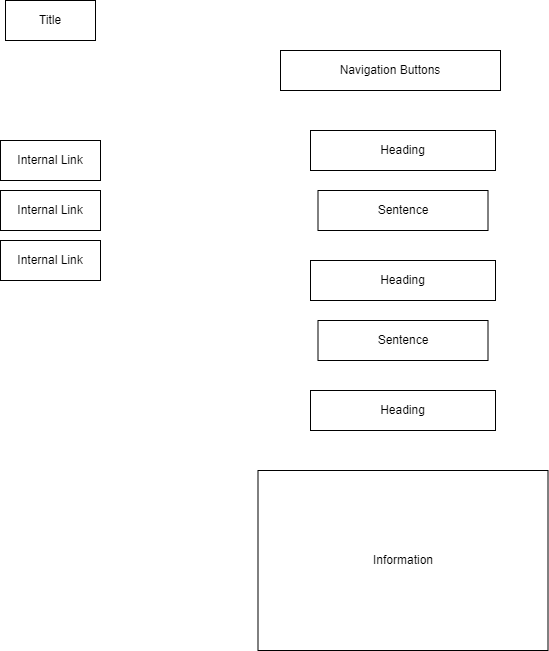 Title
Navigation Buttons
Internal Link
Internal Link
Internal Link
Heading
Sentence
Heading
Sentence
Heading
Information